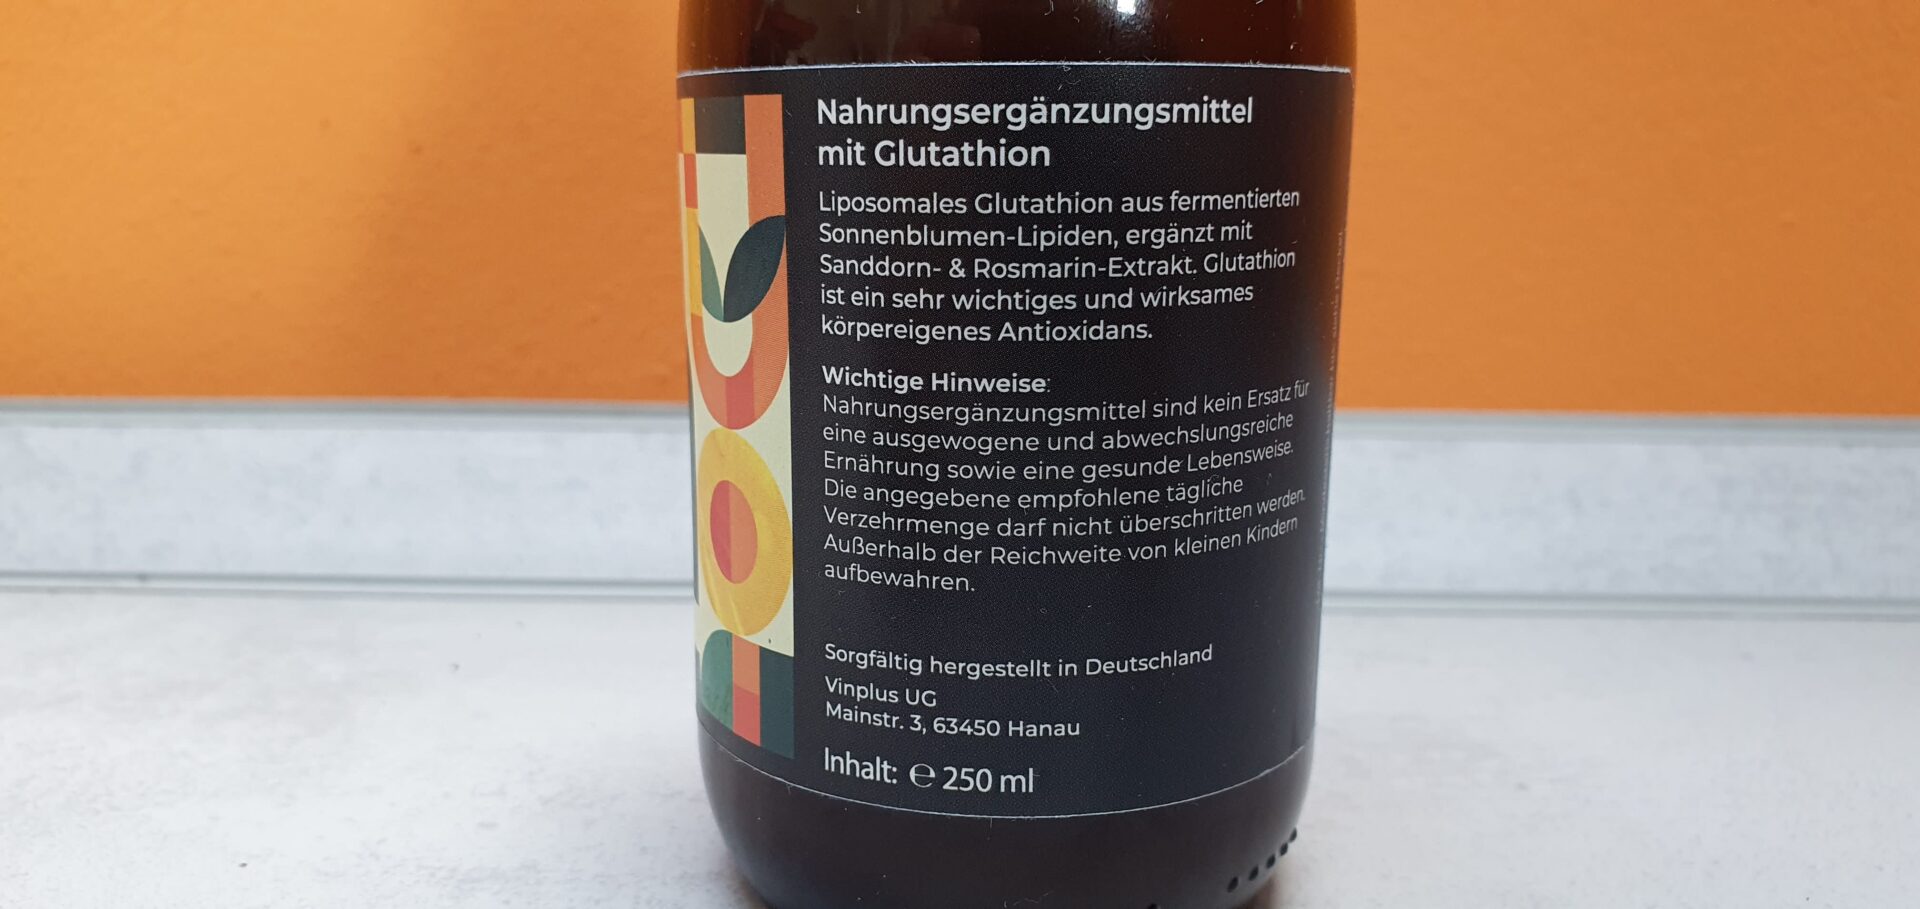 Nahrungsergänzungsmittel
mit Glutathion
Liposomales Glutathion aus fermentierten
Sonnenblumen-Lipiden, ergänzt mit
Sanddorn- & Rosmarin-Extrakt. Glutathion
ist ein sehr wichtiges und wirksames
körpereigenes Antioxidans.
Wichtige Hinweise:
Nahrungsergänzungsmittel sind kein Ersatz für
eine ausgewogene und abwechslungsreiche
Ernährung sowie eine gesunde Lebensweise.
Die angegebene empfohlene tägliche
Verzehrmenge darf nicht überschritten werden.
Außerhalb der Reichweite von kleinen Kindern
aufbewahren.
Sorgfältig hergestellt in Deutschland
Vinplus UG
Mainstr. 3, 63450 Hanau
Inhalt: ℮ 250 ml